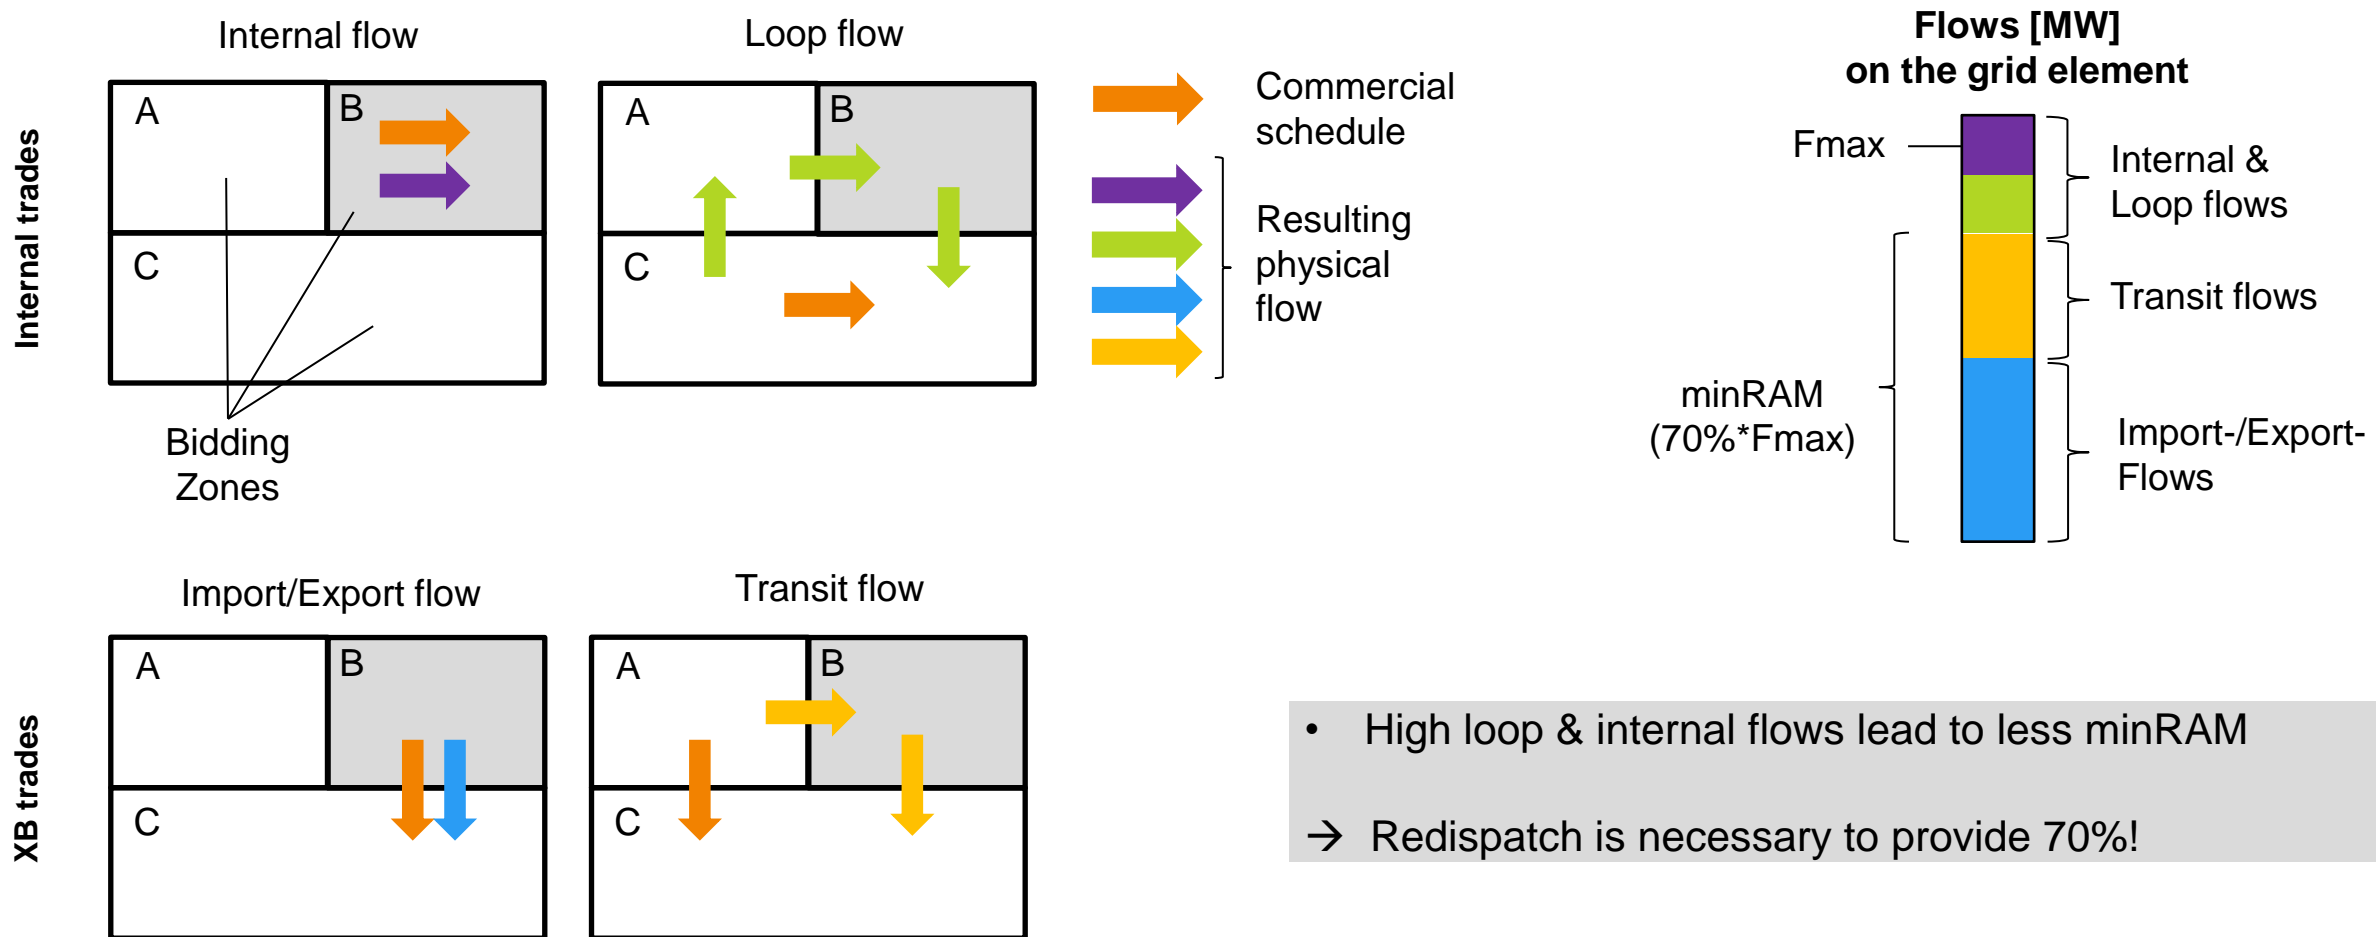 Internal flow
Loop flow
Internal trades
A
B
C
A
B
C
Bidding
Zones
Commercial
schedule
Resulting
physical
flow
Flows [MW]
on the grid element
Fmax
Internal &
Loop flows
Transit flows
minRAM
(70%*Fmax)
Import-/Export-
Flows
Import/Export flow
Transit flow
XB trades
A
B
C
A
B
C
• High loop & internal flows lead to less minRAM
→ Redispatch is necessary to provide 70%!